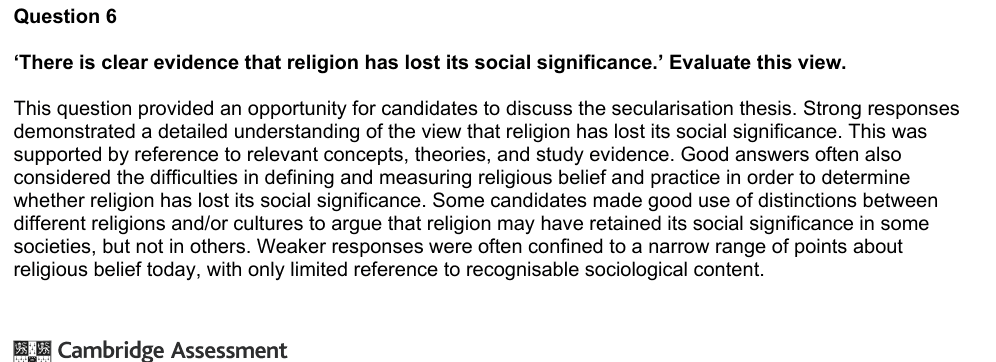 Question 6
‘There is clear evidence that religion has lost its social significance.’ Evaluate this view.
This question provided an opportunity for candidates to discuss the secularisation thesis. Strong responses
demonstrated a detailed understanding of the view that religion has lost its social significance. This was
supported by reference to relevant concepts, theories, and study evidence. Good answers often also
considered the difficulties in defining and measuring religious belief and practice in order to determine
whether religion has lost its social significance. Some candidates made good use of distinctions between
different religions and/or cultures to argue that religion may have retained its social significance in some
societies, but not in others. Weaker responses were often confined to a narrow range of points about
religious belief today, with only limited reference to recognisable sociological content.
Cambridge Assessment